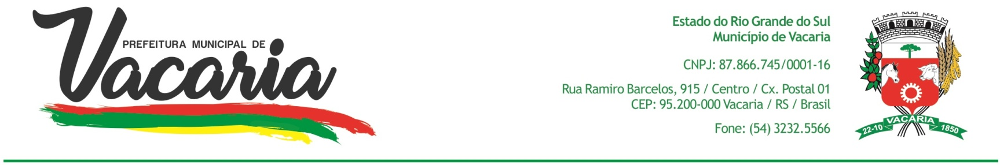 PREFEITURA MUNICIPAL DE
Vacaria
Estado do Rio Grande do Sul
Município de Vacaria
CNPJ: 87.866.745/0001-16
Rua Ramiro Barcelos, 915 / Centro / Cx. Postal 01
CEP: 95.200-000 Vacaria / RS / Brasil
Fone: (54) 3232.5566
VACARIA
22-10
1850